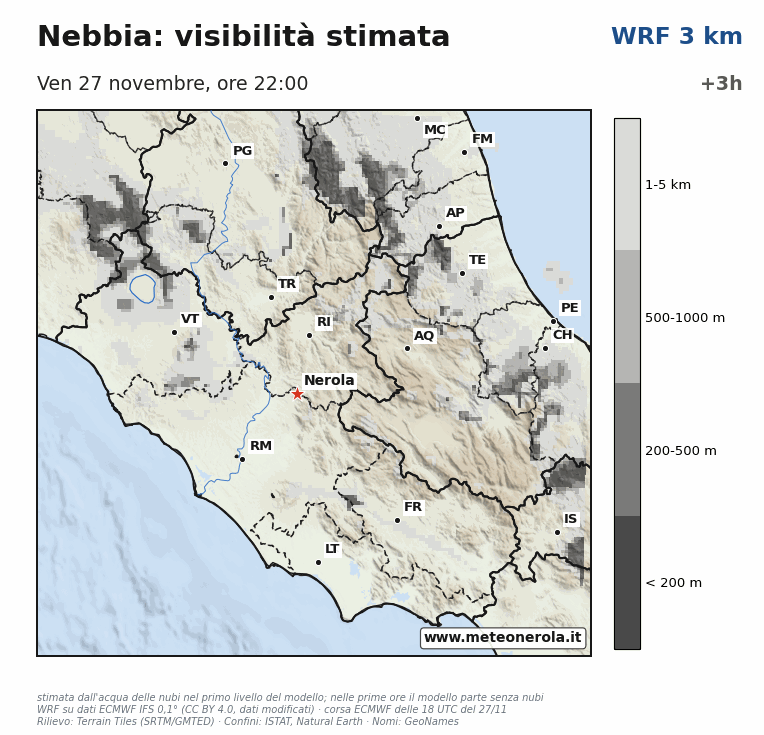 Nebbia: visibilità stimata
WRF 3 km
Ven 27 novembre, ore 22:00
+3h
MC
FM
PG
AP
TE
TR
PE
VT
RI
AQ
CH
Nerola
RM
FR
IS
LT
www.meteonerola.it
1-5 km
500-1000 m
200-500 m
< 200 m
stimata dall'acqua delle nubi nel primo livello del modello; nelle prime ore il modello parte senza nubi
WRF su dati ECMWF IFS 0,1° (CC BY 4.0, dati modificati) · corsa ECMWF delle 18 UTC del 27/11
Rilievo: Terrain Tiles (SRTM/GMTED) · Confini: ISTAT, Natural Earth · Nomi: GeoNames